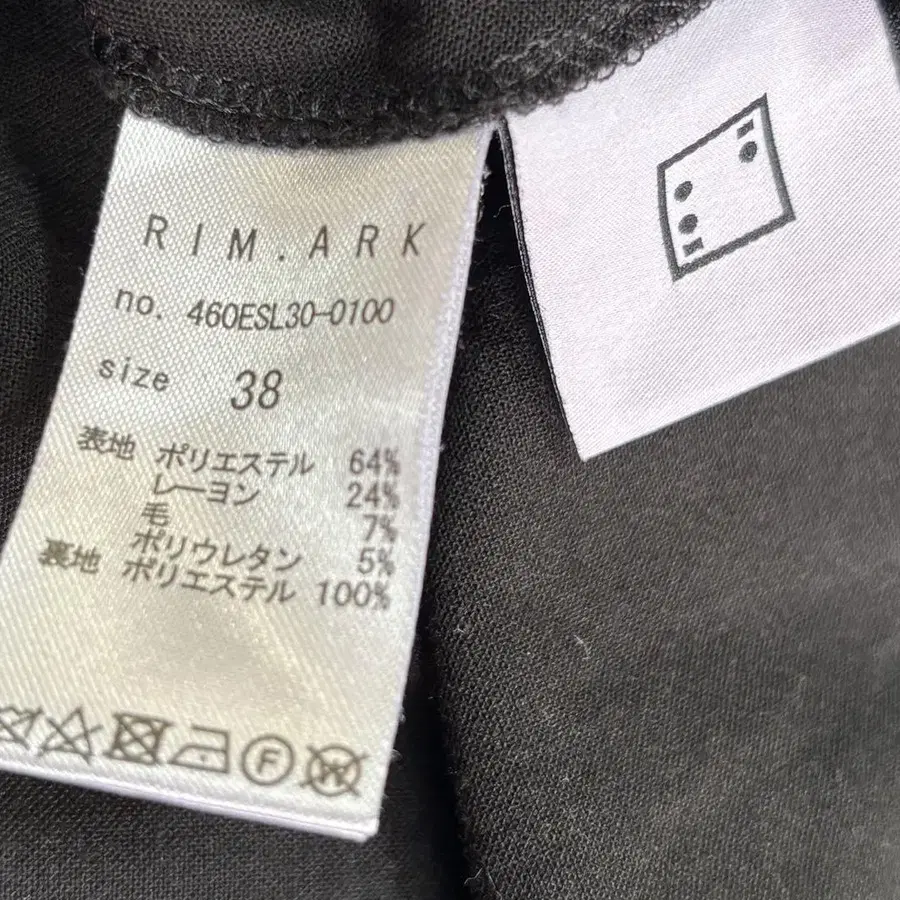 RIM.ARK
no. 460ESL30-0100
size 38
表地 ポリエステル 64%
レーヨン 24%
毛 7%
ポリウレタン 5%
裏地 ポリエステル 100%
F W